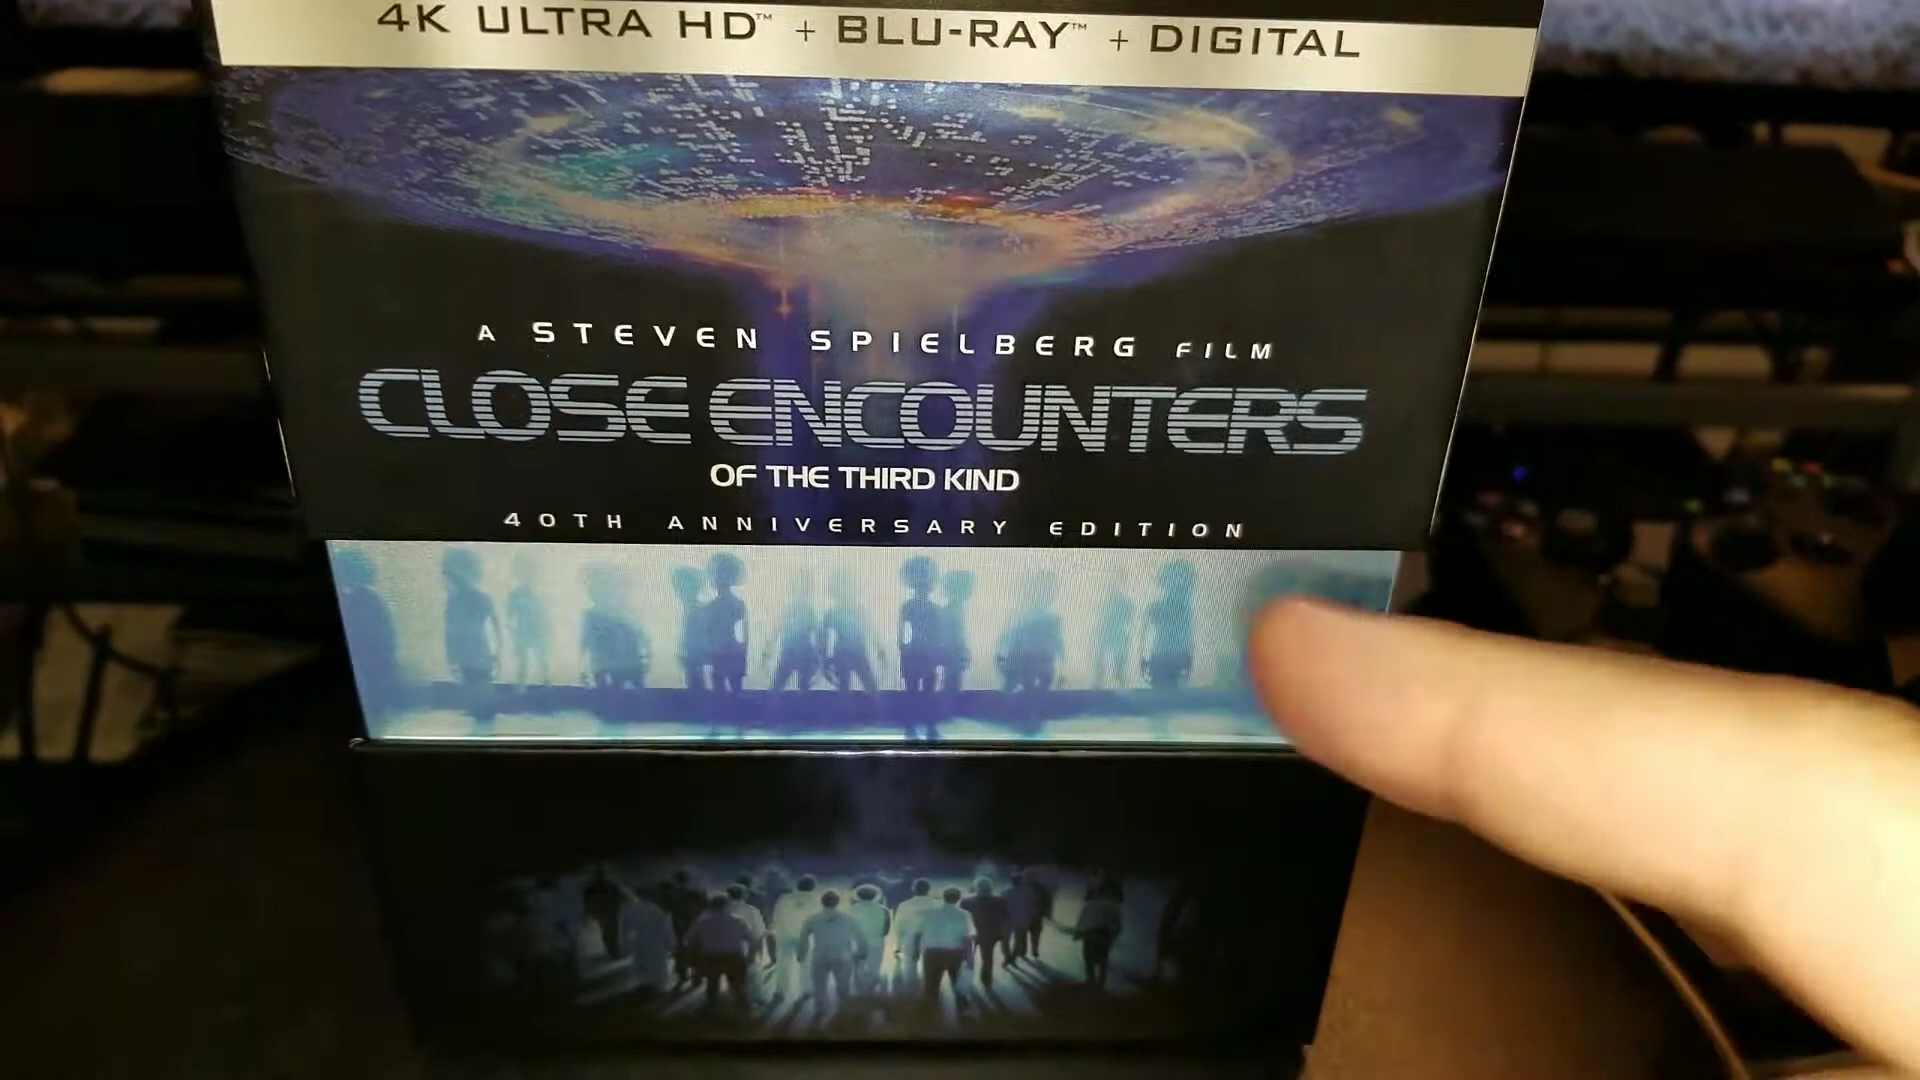 4K ULTRA HD™ + BLU-RAY™ + DIGITAL
A STEVEN SPIELBERG FILM
CLOSE ENCOUNTERS
OF THE THIRD KIND
40TH ANNIVERSARY EDITION